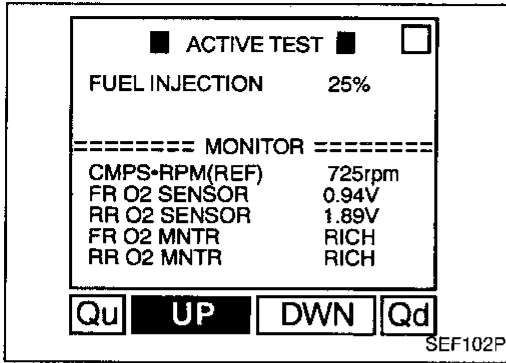 ■ ACTIVE TEST ■ □
FUEL INJECTION 25%
======== MONITOR ========
CMPS•RPM(REF) 725rpm
FR O2 SENSOR 0.94V
RR O2 SENSOR 1.89V
FR O2 MNTR RICH
RR O2 MNTR RICH
Qu UP DWN Qd
SEF102P